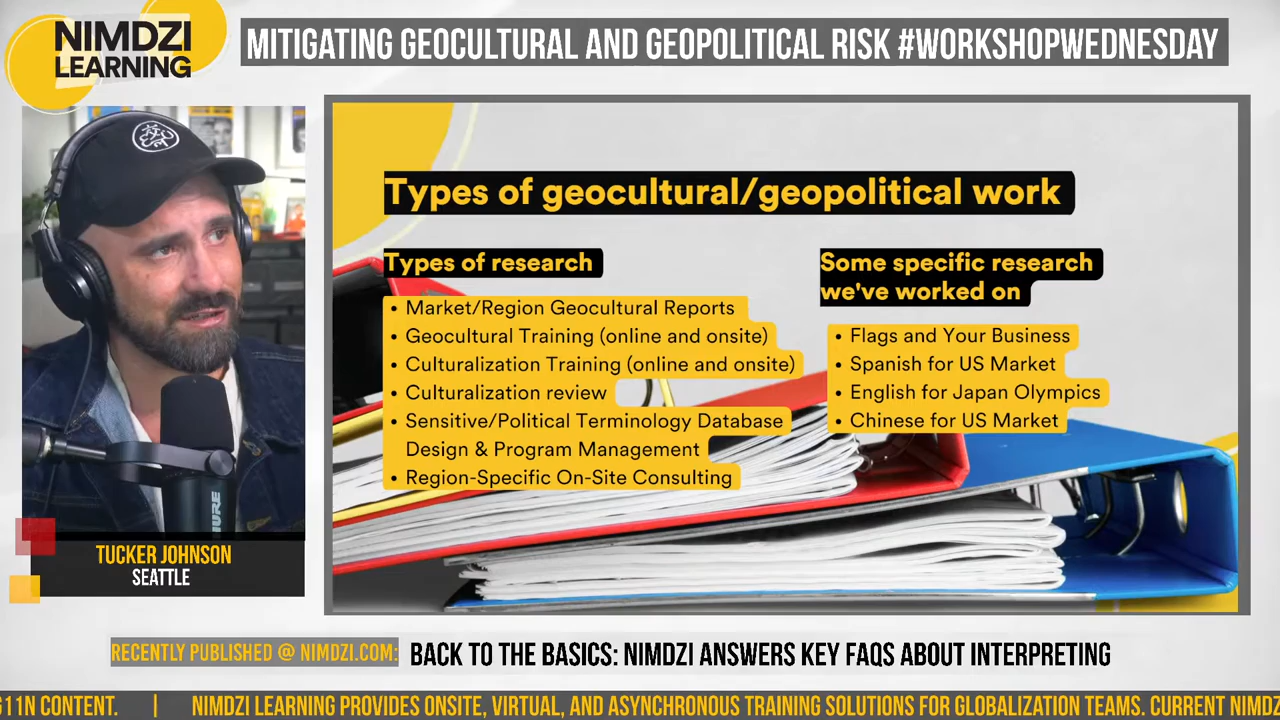 NIMDZI
LEARNING
MITIGATING GEOCULTURAL AND GEOPOLITICAL RISK #WORKSHOPWEDNESDAY
Types of geocultural/geopolitical work
Types of research
• Market/Region Geocultural Reports
• Geocultural Training (online and onsite)
• Culturalization Training (online and onsite)
• Culturalization review
• Sensitive/Political Terminology Database
Design & Program Management
• Region-Specific On-Site Consulting
Some specific research
we've worked on
• Flags and Your Business
• Spanish for US Market
• English for Japan Olympics
• Chinese for US Market
SHURE
TUCKER JOHNSON
SEATTLE
RECENTLY PUBLISHED @ NIMDZI.COM: BACK TO THE BASICS: NIMDZI ANSWERS KEY FAQS ABOUT INTERPRETING
G11N CONTENT. | NIMDZI LEARNING PROVIDES ONSITE, VIRTUAL, AND ASYNCHRONOUS TRAINING SOLUTIONS FOR GLOBALIZATION TEAMS. CURRENT NIMDZ